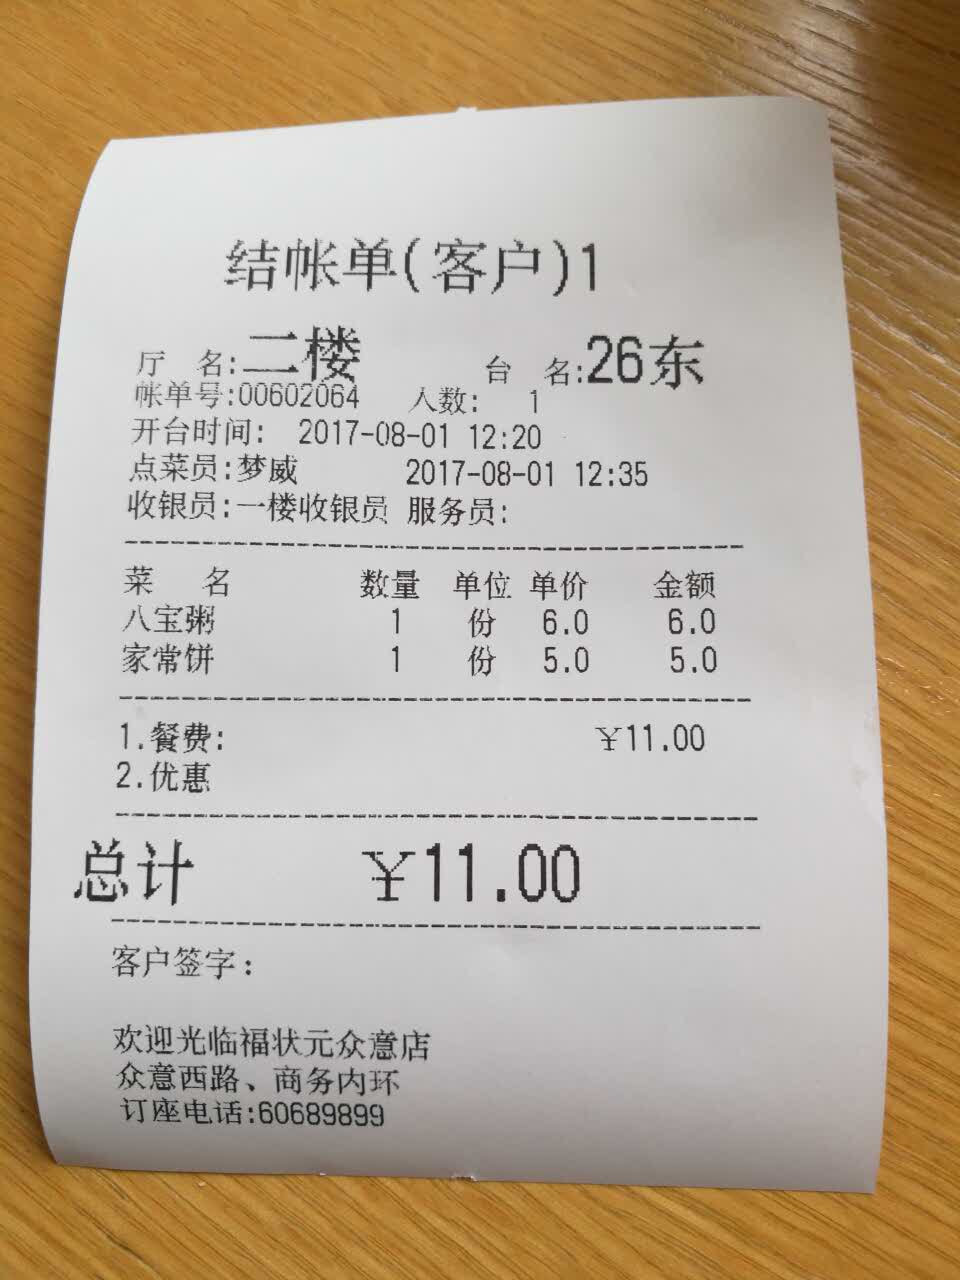 结帐单(客户)1
厅 名:二楼 台 名:26东
帐单号:00602064 人数: 1
开台时间: 2017-08-01 12:20
点菜员:梦威 2017-08-01 12:35
收银员:一楼收银员 服务员:
菜 名 数量 单位 单价 金额
八宝粥 1 份 6.0 6.0
家常饼 1 份 5.0 5.0
1.餐费: ￥11.00
2.优惠
总计 ￥11.00
客户签字:
欢迎光临福状元众意店
众意西路、商务内环
订座电话:60689899